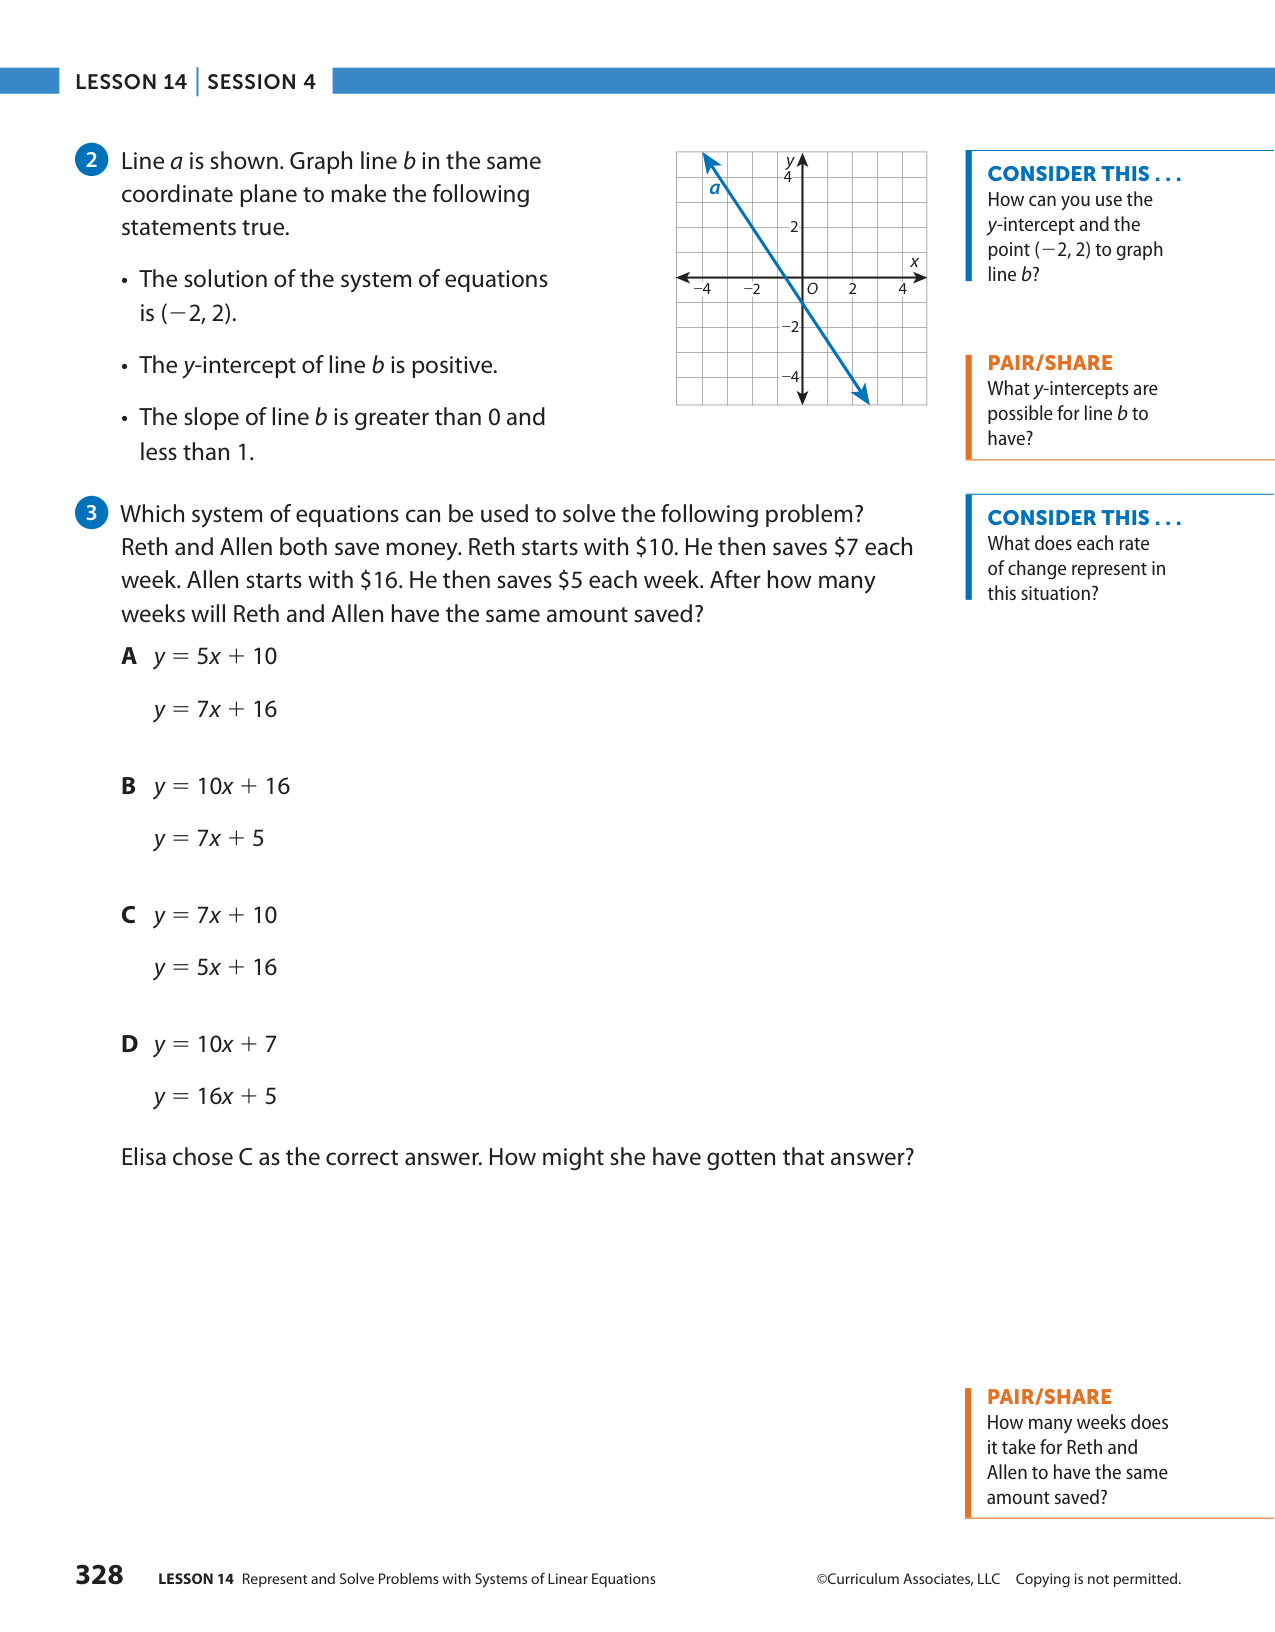 LESSON 14 | SESSION 4
2 Line a is shown. Graph line b in the same
coordinate plane to make the following
statements true.
• The solution of the system of equations
is (−2, 2).
• The y-intercept of line b is positive.
• The slope of line b is greater than 0 and
less than 1.
y
4
a
2
x
−4 −2 O 2 4
−2
−4
CONSIDER THIS . . .
How can you use the
y-intercept and the
point (−2, 2) to graph
line b?
PAIR/SHARE
What y-intercepts are
possible for line b to
have?
3 Which system of equations can be used to solve the following problem?
Reth and Allen both save money. Reth starts with $10. He then saves $7 each
week. Allen starts with $16. He then saves $5 each week. After how many
weeks will Reth and Allen have the same amount saved?
A y = 5x + 10
y = 7x + 16
B y = 10x + 16
y = 7x + 5
C y = 7x + 10
y = 5x + 16
D y = 10x + 7
y = 16x + 5
Elisa chose C as the correct answer. How might she have gotten that answer?
CONSIDER THIS . . .
What does each rate
of change represent in
this situation?
PAIR/SHARE
How many weeks does
it take for Reth and
Allen to have the same
amount saved?
328 LESSON 14 Represent and Solve Problems with Systems of Linear Equations ©Curriculum Associates, LLC Copying is not permitted.